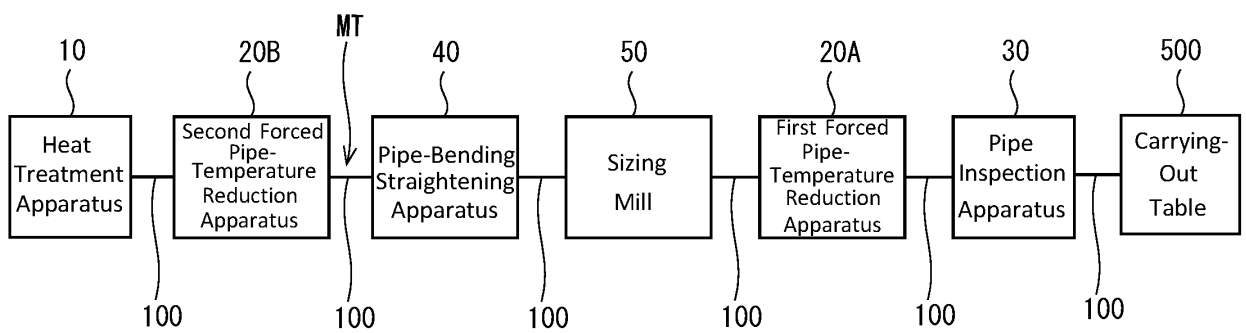 MT
10
20B
40
50
20A
30
500
Heat
Treatment
Apparatus
Second Forced
Pipe-
Temperature
Reduction
Apparatus
Pipe-Bending
Straightening
Apparatus
Sizing
Mill
First Forced
Pipe-
Temperature
Reduction
Apparatus
Pipe
Inspection
Apparatus
Carrying-
Out
Table
100
100
100
100
100
100